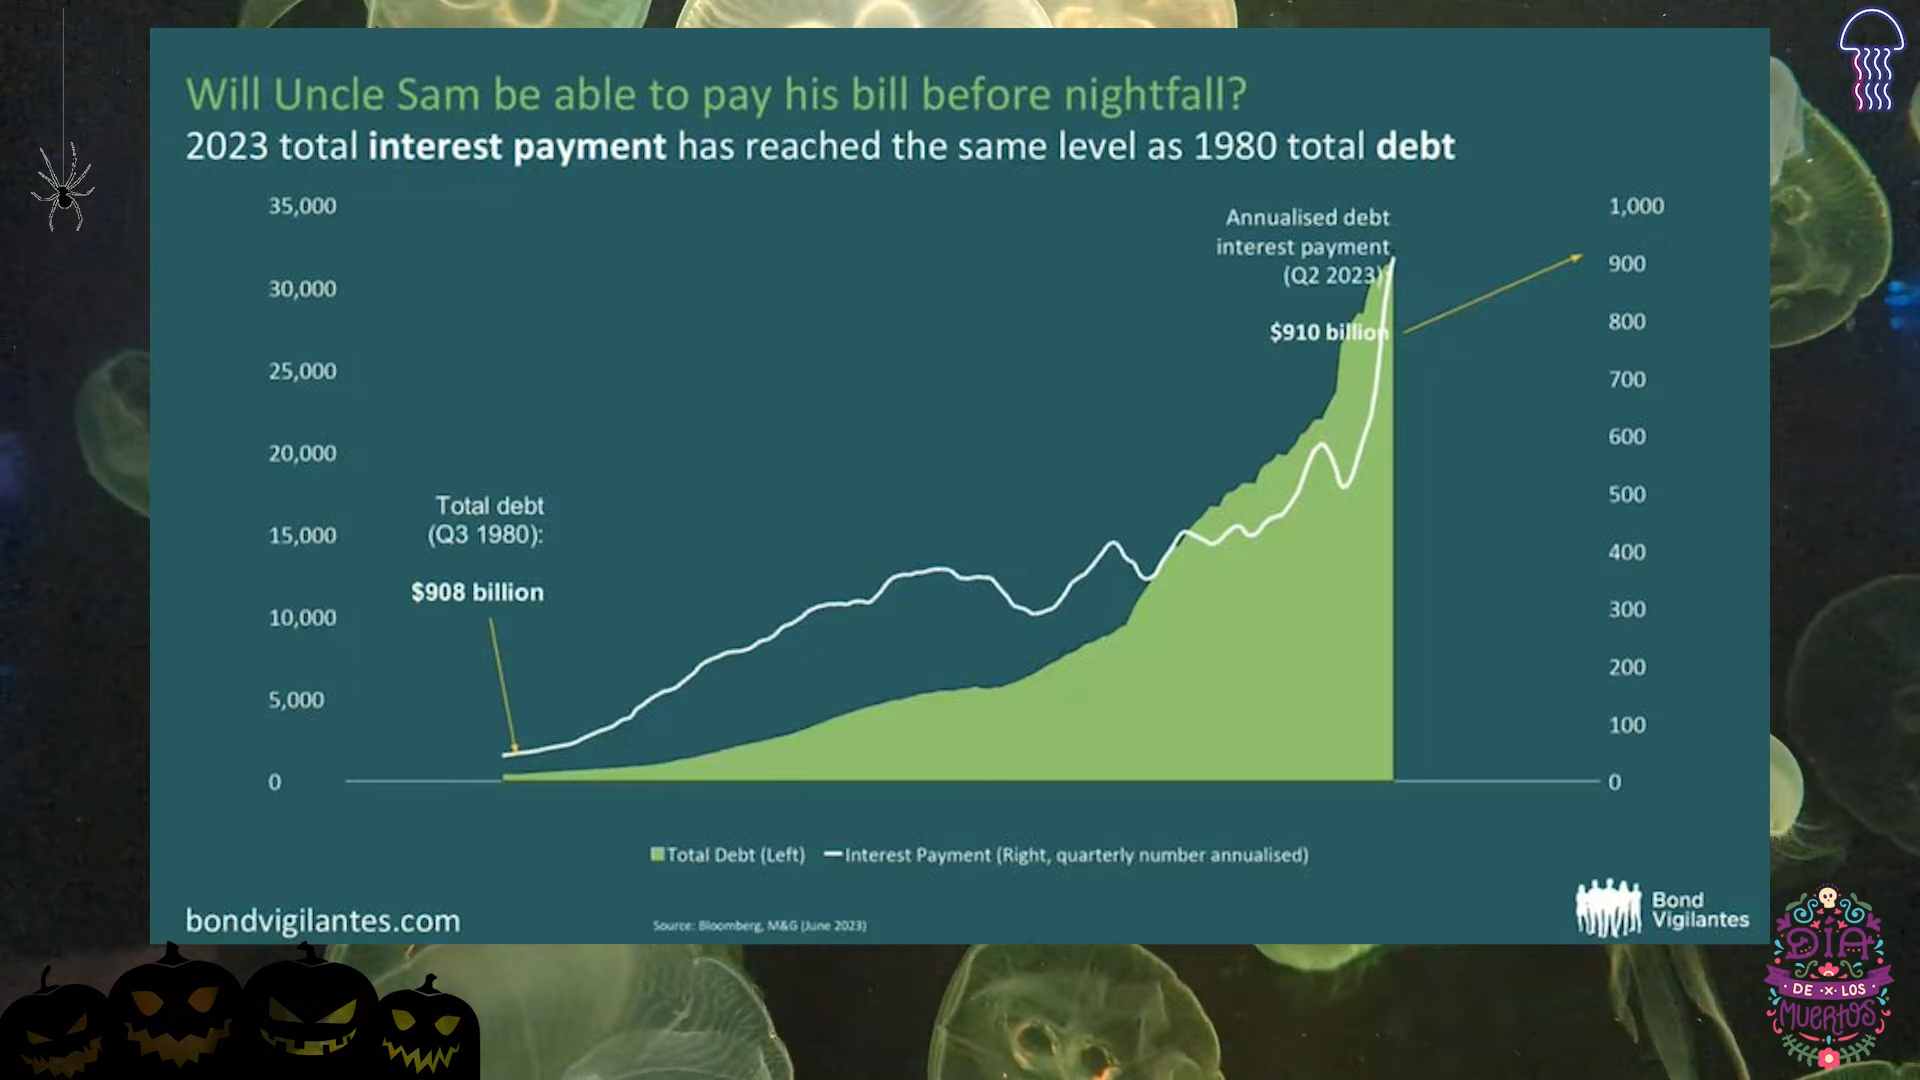 Will Uncle Sam be able to pay his bill before nightfall?
2023 total interest payment has reached the same level as 1980 total debt
35,000
30,000
25,000
20,000
15,000
10,000
5,000
0
Total debt
(Q3 1980):
$908 billion
Annualised debt
interest payment
(Q2 2023)
$910 billion
1,000
900
800
700
600
500
400
300
200
100
0
Total Debt (Left)
Interest Payment (Right, quarterly number annualised)
bondvigilantes.com
Source: Bloomberg, M&G (June 2023)
Bond
Vigilantes
DIA
DE LOS
MUERTOS